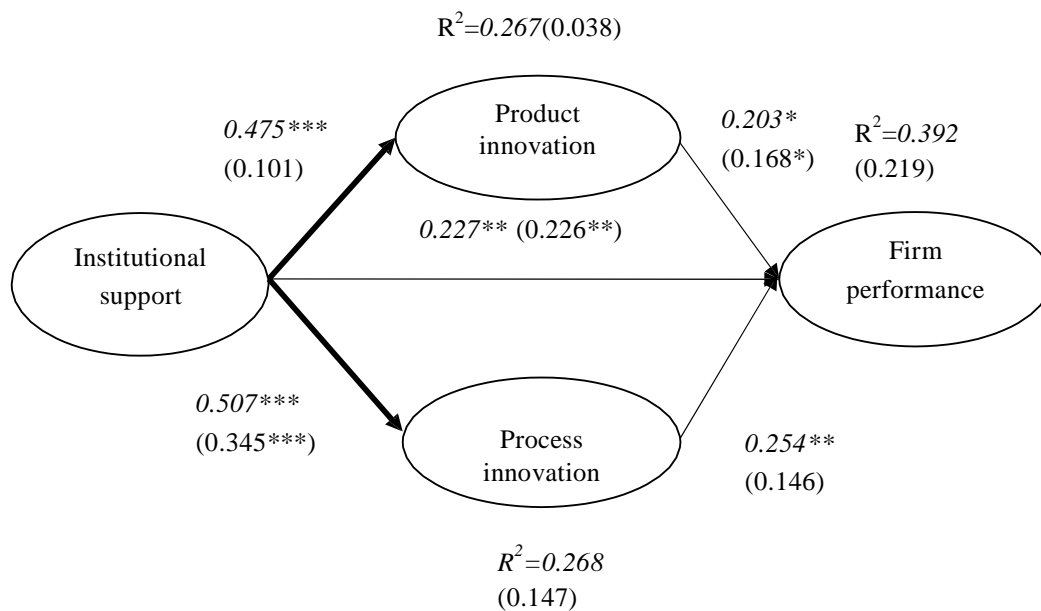 R²=0.267(0.038)
Product
innovation
0.475***
(0.101)
0.203*
(0.168*)
R²=0.392
(0.219)
0.227** (0.226**)
Institutional
support
Firm
performance
0.507***
(0.345***)
Process
innovation
0.254**
(0.146)
R²=0.268
(0.147)